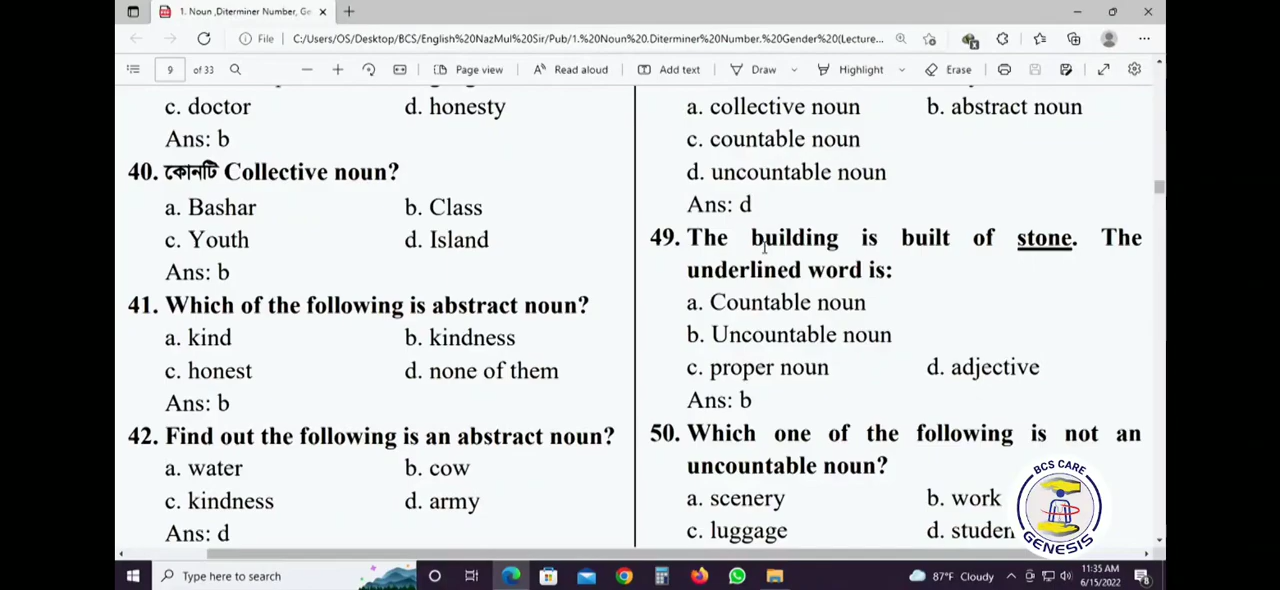 1. Noun ,Diterminer Number, Ge
File C:/Users/OS/Desktop/BCS/English%20NazMul%20Sir/Pub/1.%20Noun%20.Diterminer%20Number.%20Gender%20(Lecture...
9 of 33 Page view Read aloud Add text Draw Highlight Erase
c. doctor d. honesty
Ans: b
40. কোনটি Collective noun?
a. Bashar b. Class
c. Youth d. Island
Ans: b
41. Which of the following is abstract noun?
a. kind b. kindness
c. honest d. none of them
Ans: b
42. Find out the following is an abstract noun?
a. water b. cow
c. kindness d. army
Ans: d
a. collective noun b. abstract noun
c. countable noun
d. uncountable noun
Ans: d
49. The building is built of stone. The
underlined word is:
a. Countable noun
b. Uncountable noun
c. proper noun d. adjective
Ans: b
50. Which one of the following is not an
uncountable noun?
a. scenery b. work
c. luggage d. studen
BCS CARE
GENESIS
Type here to search
87°F Cloudy
11:35 AM
6/15/2022
8